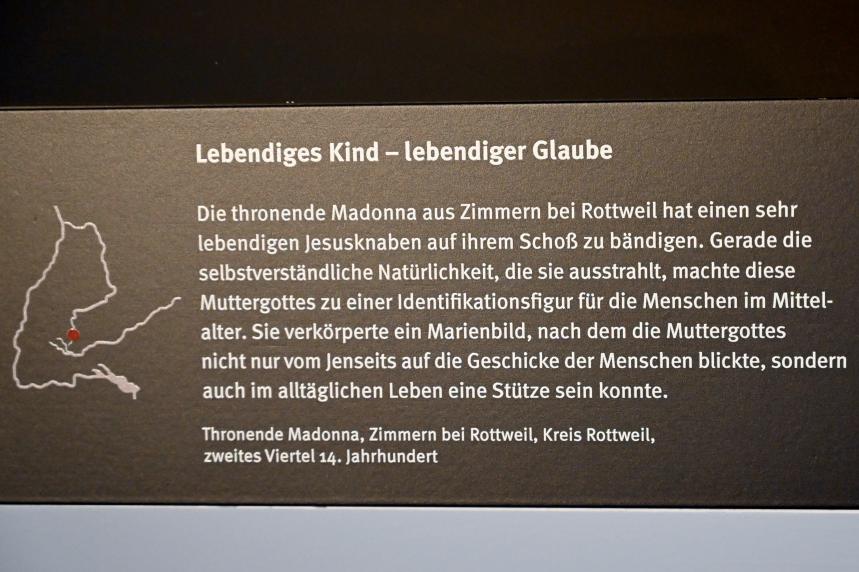 Lebendiges Kind – lebendiger Glaube
Die thronende Madonna aus Zimmern bei Rottweil hat einen sehr
lebendigen Jesusknaben auf ihrem Schoß zu bändigen. Gerade die
selbstverständliche Natürlichkeit, die sie ausstrahlt, machte diese
Muttergottes zu einer Identifikationsfigur für die Menschen im Mittel-
alter. Sie verkörperte ein Marienbild, nach dem die Muttergottes
nicht nur vom Jenseits auf die Geschicke der Menschen blickte, sondern
auch im alltäglichen Leben eine Stütze sein konnte.
Thronende Madonna, Zimmern bei Rottweil, Kreis Rottweil,
zweites Viertel 14. Jahrhundert